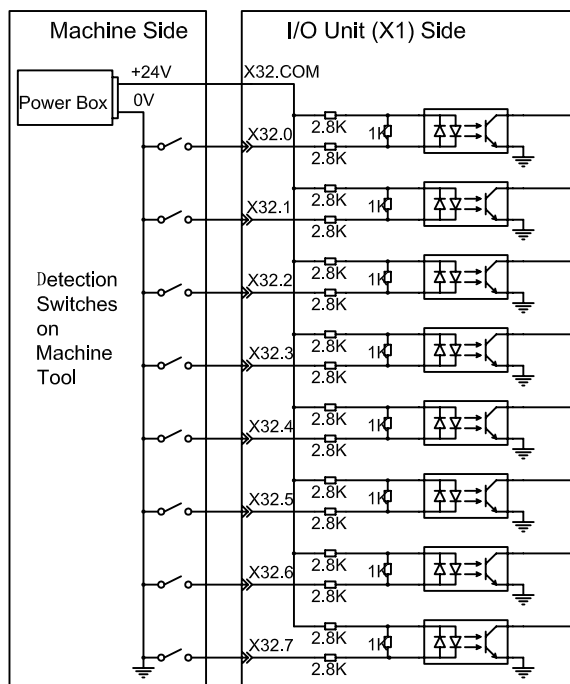 Machine Side
I/O Unit (X1) Side
+24V
X32.COM
Power Box
0V
2.8K
X32.0
1K
2.8K
2.8K
X32.1
1K
2.8K
2.8K
X32.2
1K
2.8K
Detection
Switches
on
Machine
Tool
2.8K
X32.3
1K
2.8K
2.8K
X32.4
1K
2.8K
2.8K
X32.5
1K
2.8K
2.8K
X32.6
1K
2.8K
2.8K
X32.7
1K
2.8K